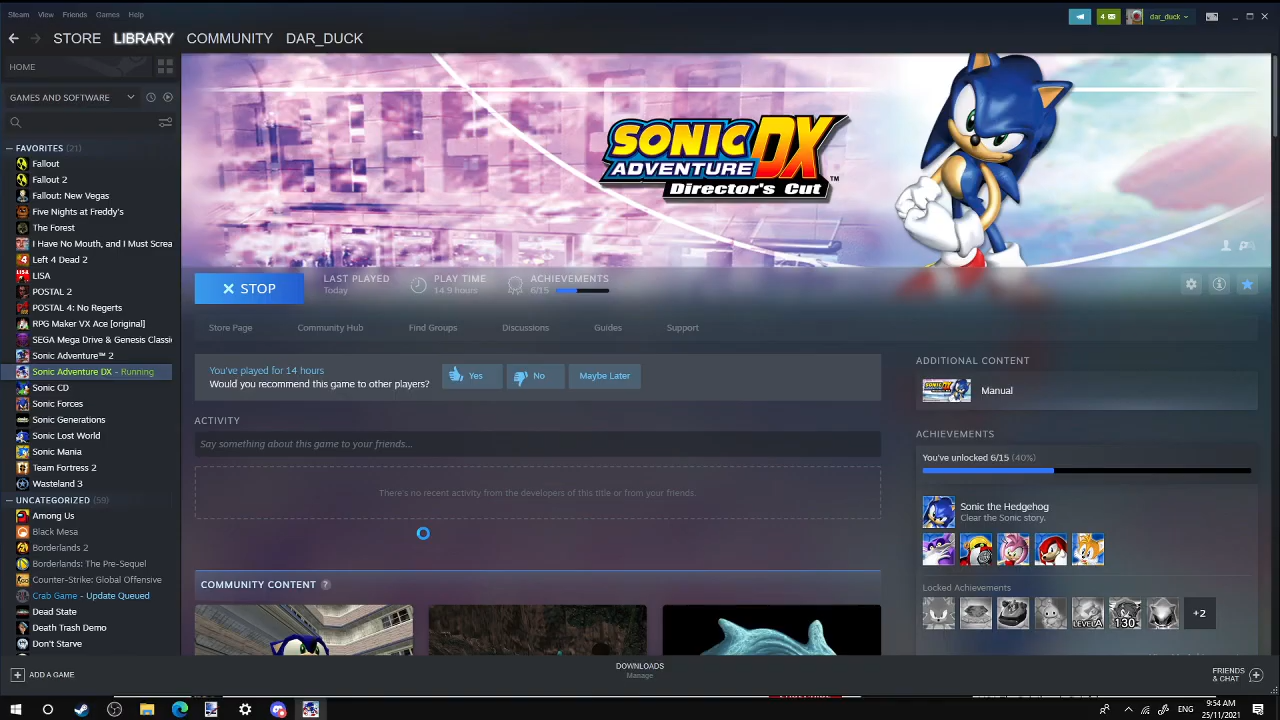 Steam View Friends Games Help
4 dar_duck
STORE LIBRARY COMMUNITY DAR_DUCK
HOME
GAMES AND SOFTWARE
FAVORITES (21)
Fallout
Fallout 2
Fallout: New Vegas
Five Nights at Freddy's
The Forest
I Have No Mouth, and I Must Screa
Left 4 Dead 2
LISA
POSTAL 2
POSTAL 4: No Regerts
RPG Maker VX Ace [original]
SEGA Mega Drive & Genesis Classi
Sonic Adventure™ 2
Sonic Adventure DX - Running
Sonic CD
Sonic Forces
Sonic Generations
Sonic Lost World
Sonic Mania
Team Fortress 2
Wasteland 3
UNCATEGORIZED (59)
Among Us
Black Mesa
Borderlands 2
Borderlands: The Pre-Sequel
Counter-Strike: Global Offensive
Crab Game - Update Queued
Dead State
Death Trash Demo
Don't Starve
ADD A GAME
SONIC
ADVENTURE DX
Director's Cut ™
STOP
LAST PLAYED
Today
PLAY TIME
14.9 hours
ACHIEVEMENTS
6/15
Store Page Community Hub Find Groups Discussions Guides Support
You've played for 14 hours
Would you recommend this game to other players?
Yes No Maybe Later
ACTIVITY
Say something about this game to your friends...
There's no recent activity from the developers of this title or from your friends.
COMMUNITY CONTENT ?
ADDITIONAL CONTENT
Manual
ACHIEVEMENTS
You've unlocked 6/15 (40%)
Sonic the Hedgehog
Clear the Sonic story.
Locked Achievements
LEVEL A
130
+2
DOWNLOADS
Manage
FRIENDS
& CHAT
ENG
9:54 AM
25/11/2021